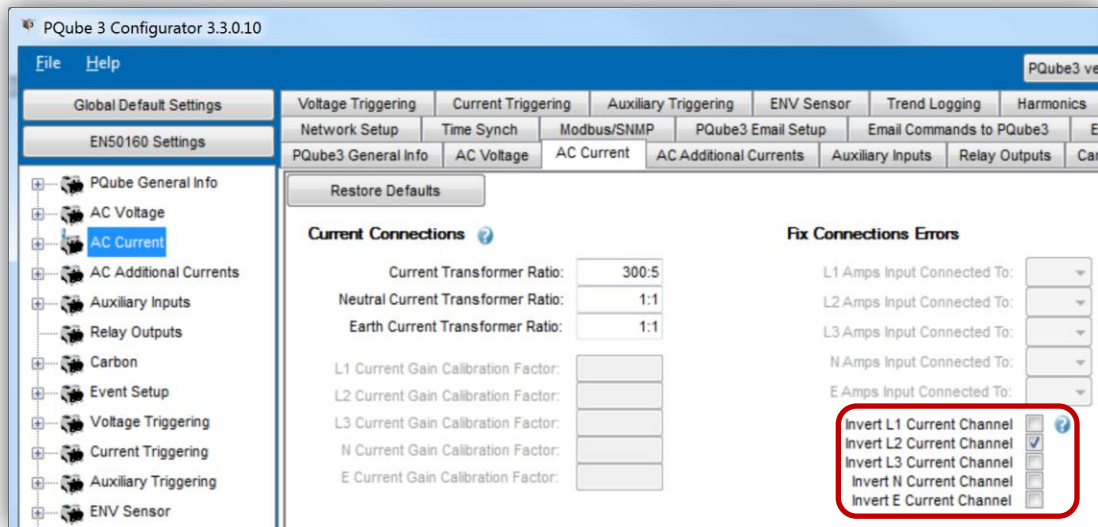 PQube 3 Configurator 3.3.0.10
File Help
PQube3 ve
Global Default Settings
EN50160 Settings
Voltage Triggering Current Triggering Auxiliary Triggering ENV Sensor Trend Logging Harmonics
Network Setup Time Synch Modbus/SNMP PQube3 Email Setup Email Commands to PQube3 E
PQube3 General Info AC Voltage AC Current AC Additional Currents Auxiliary Inputs Relay Outputs Car
PQube General Info
AC Voltage
AC Current
AC Additional Currents
Auxiliary Inputs
Relay Outputs
Carbon
Event Setup
Voltage Triggering
Current Triggering
Auxiliary Triggering
ENV Sensor
Restore Defaults
Current Connections ?
Current Transformer Ratio: 300:5
Neutral Current Transformer Ratio: 1:1
Earth Current Transformer Ratio: 1:1
L1 Current Gain Calibration Factor:
L2 Current Gain Calibration Factor:
L3 Current Gain Calibration Factor:
N Current Gain Calibration Factor:
E Current Gain Calibration Factor:
Fix Connections Errors
L1 Amps Input Connected To:
L2 Amps Input Connected To:
L3 Amps Input Connected To:
N Amps Input Connected To:
E Amps Input Connected To:
Invert L1 Current Channel ?
Invert L2 Current Channel
Invert L3 Current Channel
Invert N Current Channel
Invert E Current Channel